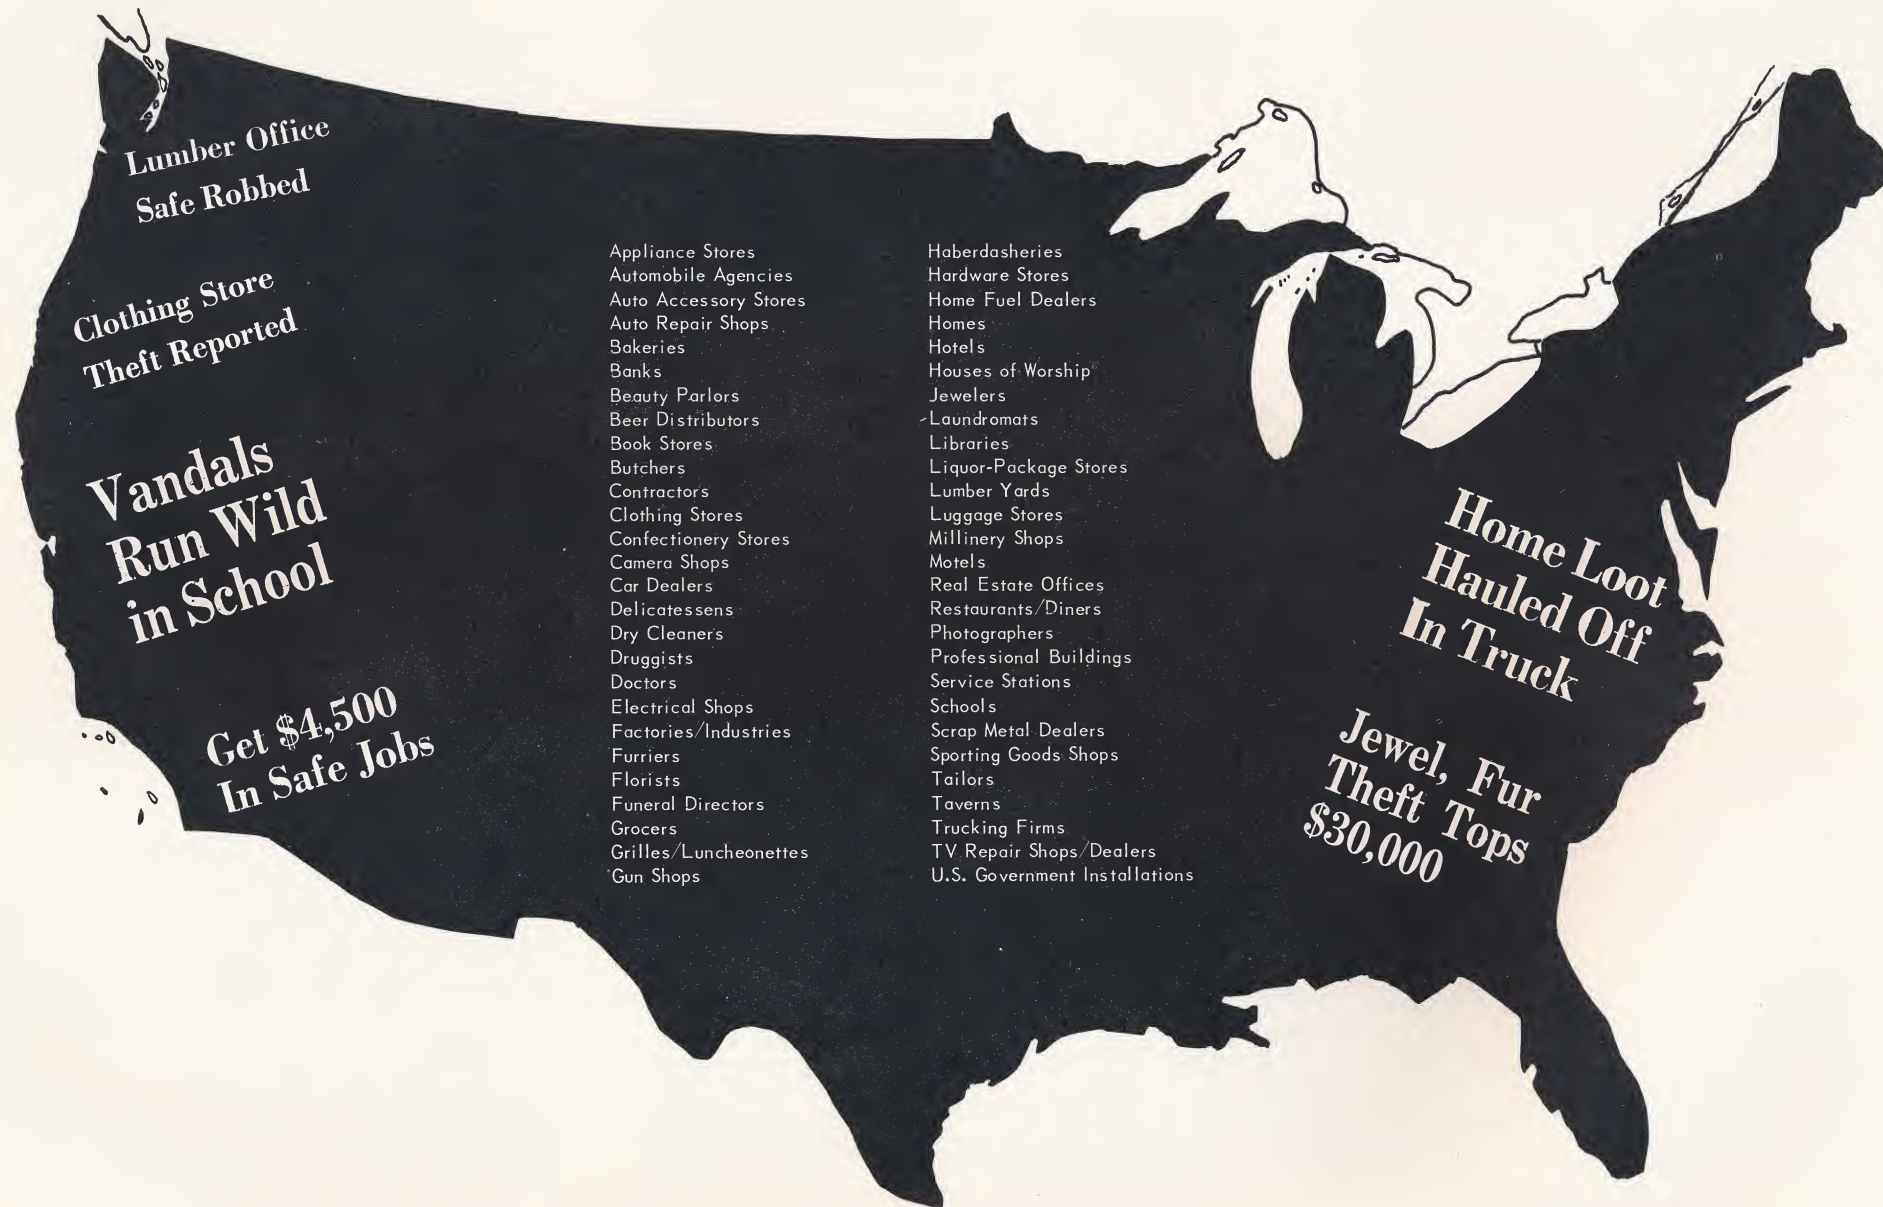 Lumber Office
Safe Robbed
Clothing Store
Theft Reported
Vandals
Run Wild
in School
Get $4,500
In Safe Jobs
Appliance Stores
Automobile Agencies
Auto Accessory Stores
Auto Repair Shops
Bakeries
Banks
Beauty Parlors
Beer Distributors
Book Stores
Butchers
Contractors
Clothing Stores
Confectionery Stores
Camera Shops
Car Dealers
Delicatessens
Dry Cleaners
Druggists
Doctors
Electrical Shops
Factories/Industries
Furriers
Florists
Funeral Directors
Grocers
Grilles/Luncheonettes
Gun Shops
Haberdasheries
Hardware Stores
Home Fuel Dealers
Homes
Hotels
Houses of Worship
Jewelers
Laundromats
Libraries
Liquor-Package Stores
Lumber Yards
Luggage Stores
Millinery Shops
Motels
Real Estate Offices
Restaurants/Diners
Photographers
Professional Buildings
Service Stations
Schools
Scrap Metal Dealers
Sporting Goods Shops
Tailors
Taverns
Trucking Firms
TV Repair Shops/Dealers
U.S. Government Installations
Home Loot
Hauled Off
In Truck
Jewel, Fur
Theft Tops
$30,000